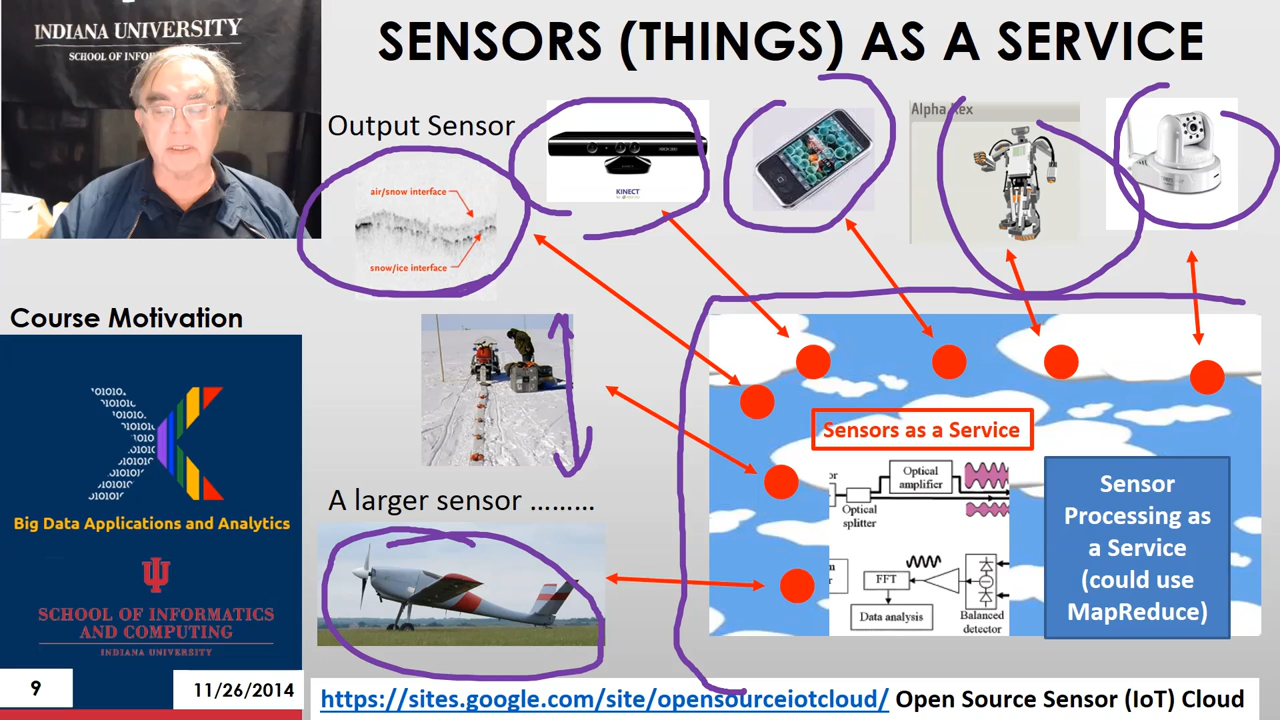 INDIANA UNIVERSITY
SCHOOL OF INFO
SENSORS (THINGS) AS A SERVICE
Output Sensor
air/snow interface
snow/ice interface
XBOX 360
KINECT
Alpha Rex
Course Motivation
01010101
Big Data Applications and Analytics
SCHOOL OF INFORMATICS
AND COMPUTING
INDIANA UNIVERSITY
9
11/26/2014
A larger sensor .........
Sensors as a Service
Optical
amplifier
Optical
splitter
FFT
Data analysis
Balanced
detector
Sensor
Processing as
a Service
(could use
MapReduce)
https://sites.google.com/site/opensourceiotcloud/ Open Source Sensor (IoT) Cloud